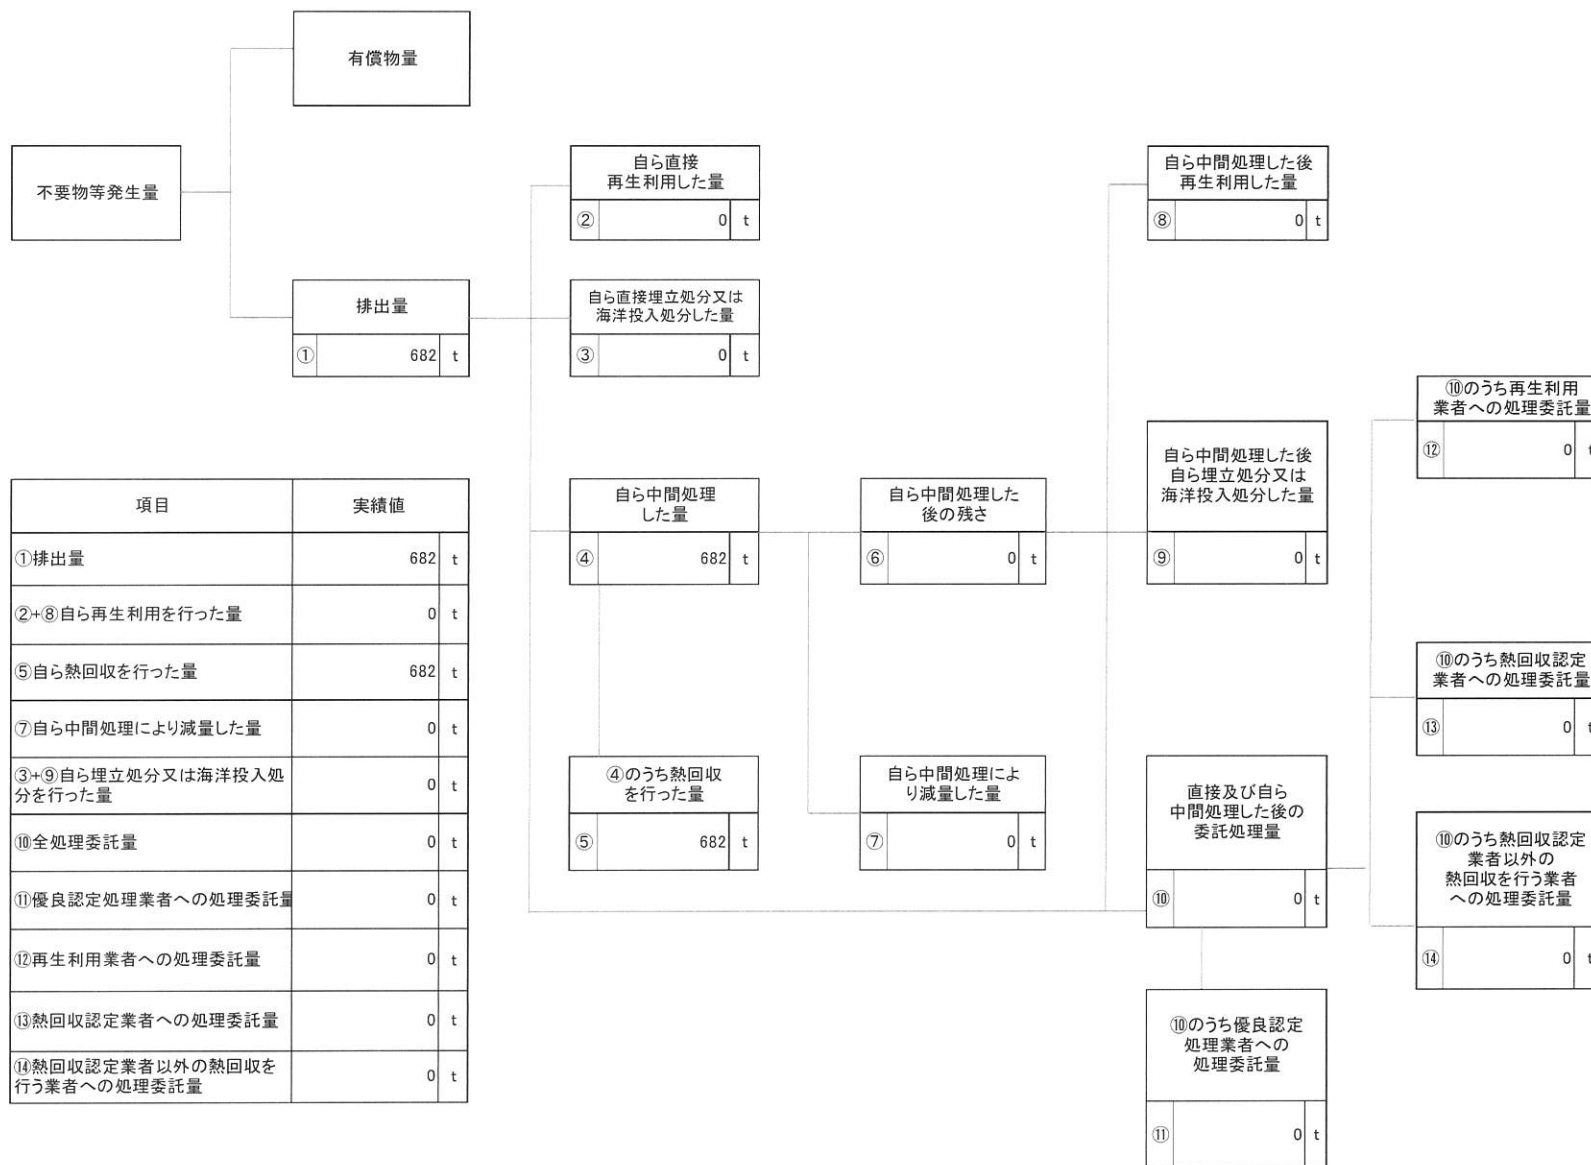 有償物量
不要物等発生量
排出量
① 682 t
自ら直接
再生利用した量
② 0 t
自ら直接埋立処分又は
海洋投入処分した量
③ 0 t
自ら中間処理
した量
④ 682 t
④のうち熱回収
を行った量
⑤ 682 t
自ら中間処理した
後の残さ
⑥ 0 t
自ら中間処理によ
り減量した量
⑦ 0 t
自ら中間処理した後
再生利用した量
⑧ 0 t
自ら中間処理した後
自ら埋立処分又は
海洋投入処分した量
⑨ 0 t
直接及び自ら
中間処理した後の
委託処理量
⑩ 0 t
⑩のうち優良認定
処理業者への
処理委託量
⑪ 0 t
⑩のうち再生利用
業者への処理委託量
⑫ 0 t
⑩のうち熱回収認定
業者への処理委託量
⑬ 0 t
⑩のうち熱回収認定
業者以外の
熱回収を行う業者
への処理委託量
⑭ 0 t
項目 実績値
①排出量 682 t
②+⑧自ら再生利用を行った量 0 t
⑤自ら熱回収を行った量 682 t
⑦自ら中間処理により減量した量 0 t
③+⑨自ら埋立処分又は海洋投入処
分を行った量 0 t
⑩全処理委託量 0 t
⑪優良認定処理業者への処理委託量 0 t
⑫再生利用業者への処理委託量 0 t
⑬熱回収認定業者への処理委託量 0 t
⑭熱回収認定業者以外の熱回収を
行う業者への処理委託量 0 t